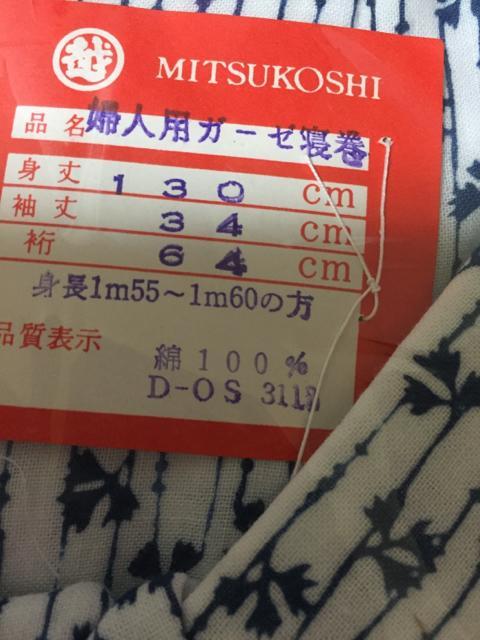 越 MITSUKOSHI
品名 婦人用ガーゼ寝巻
身丈 130 cm
袖丈 34 cm
裄 64 cm
身長1m55~1m60の方
品質表示
綿100%
D-OS 3118